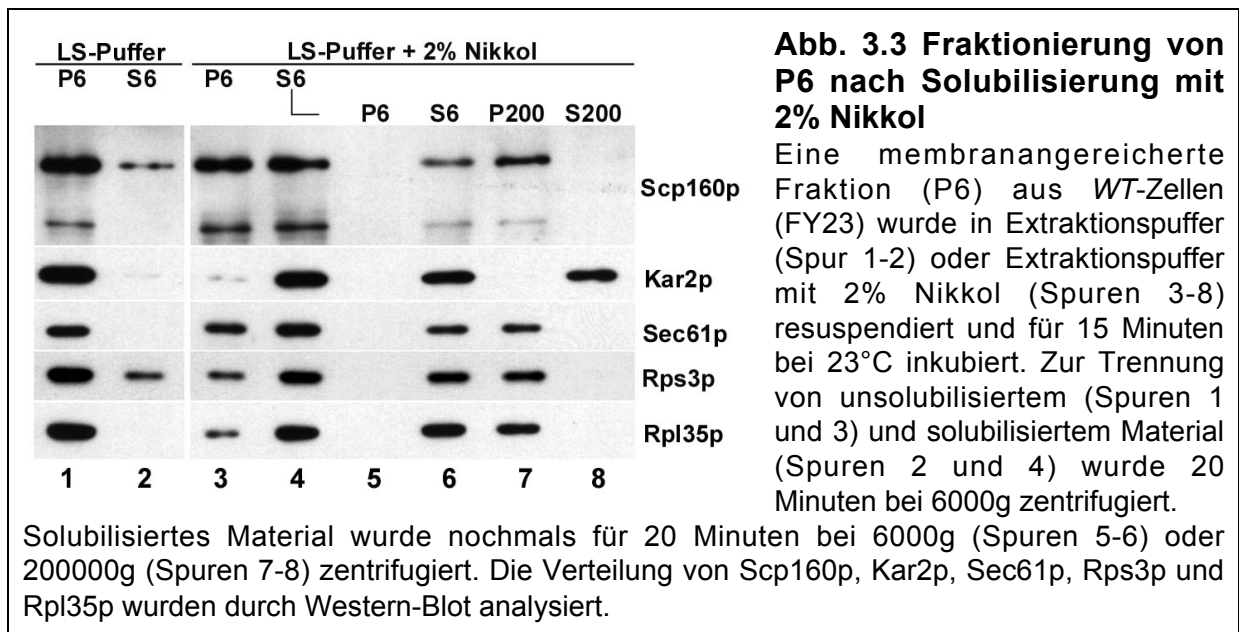 LS-Puffer LS-Puffer + 2% Nikkol
P6 S6 P6 S6
P6 S6 P200 S200
Scp160p
Kar2p
Sec61p
Rps3p
Rpl35p
1 2 3 4 5 6 7 8
Abb. 3.3 Fraktionierung von
P6 nach Solubilisierung mit
2% Nikkol
Eine membranangereicherte
Fraktion (P6) aus WT-Zellen
(FY23) wurde in Extraktionspuffer
(Spur 1-2) oder Extraktionspuffer
mit 2% Nikkol (Spuren 3-8)
resuspendiert und für 15 Minuten
bei 23°C inkubiert. Zur Trennung
von unsolubilisiertem (Spuren 1
und 3) und solubilisiertem Material
(Spuren 2 und 4) wurde 20
Minuten bei 6000g zentrifugiert.
Solubilisiertes Material wurde nochmals für 20 Minuten bei 6000g (Spuren 5-6) oder
200000g (Spuren 7-8) zentrifugiert. Die Verteilung von Scp160p, Kar2p, Sec61p, Rps3p und
Rpl35p wurden durch Western-Blot analysiert.